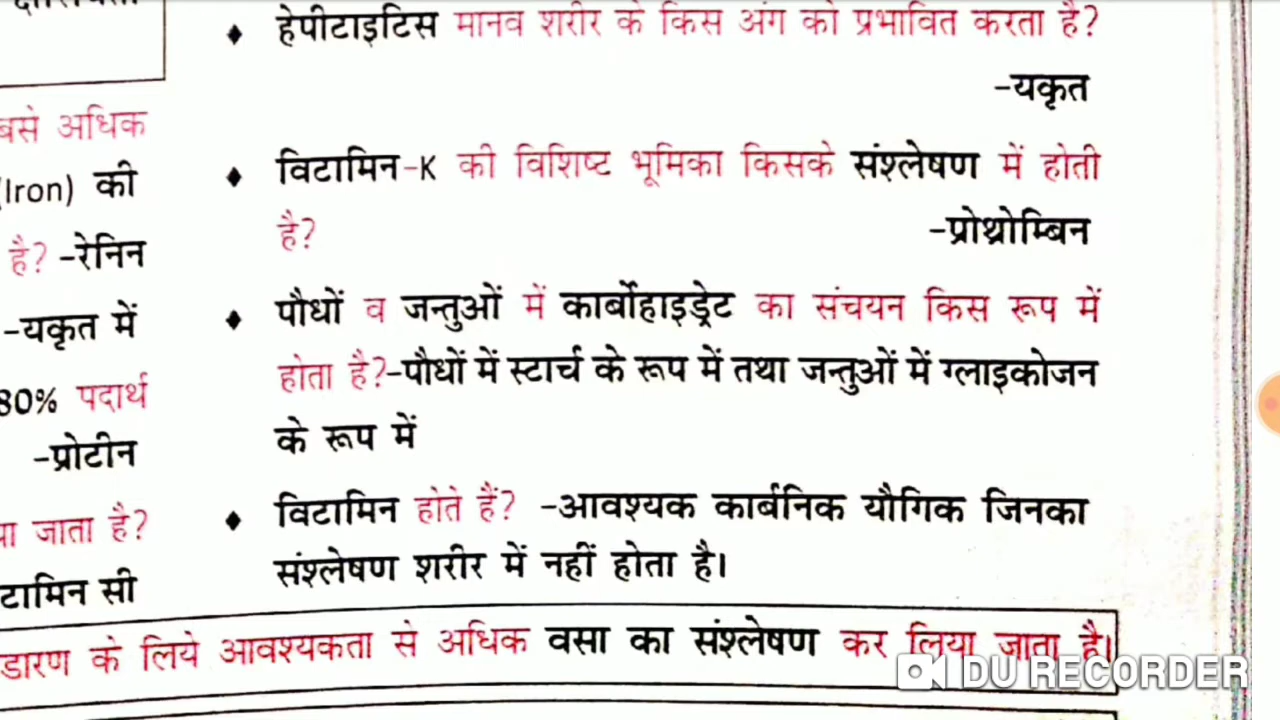 बसे अधिक
(Iron) की
है? -रेनिन
-यकृत में
80% पदार्थ
-प्रोटीन
जाता है?
टामिन सी
♦ हेपीटाइटिस मानव शरीर के किस अंग को प्रभावित करता है?
-यकृत
♦ विटामिन-K की विशिष्ट भूमिका किसके संश्लेषण में होती
है? -प्रोथ्रोम्बिन
♦ पौधों व जन्तुओं में कार्बोहाइड्रेट का संचयन किस रूप में
होता है?-पौधों में स्टार्च के रूप में तथा जन्तुओं में ग्लाइकोजन
के रूप में
♦ विटामिन होते हैं? -आवश्यक कार्बनिक यौगिक जिनका
संश्लेषण शरीर में नहीं होता है।
डारण के लिये आवश्यकता से अधिक वसा का संश्लेषण कर लिया जाता है।
DU RECORDER